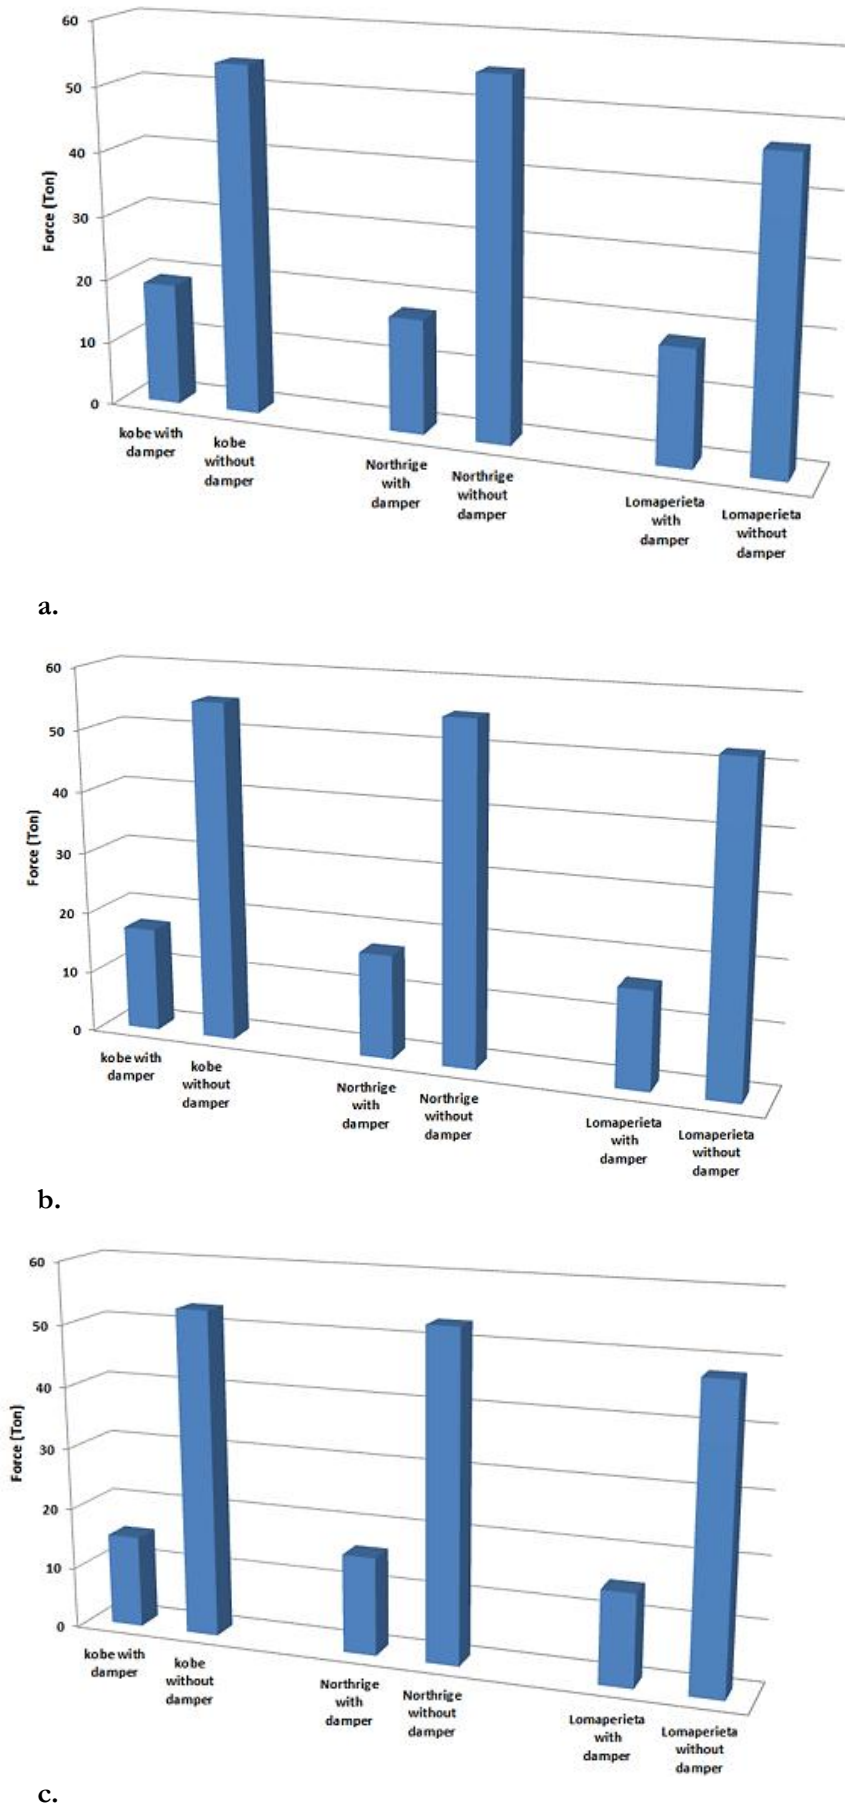 60
50
40
30
20
10
0
Force (Ton)
kobe with
damper
kobe
without
damper
Northrige
with
damper
Northrige
without
damper
Lomaperieta
with
damper
Lomaperieta
without
damper
a.
60
50
40
30
20
10
0
Force (Ton)
kobe with
damper
kobe
without
damper
Northrige
with
damper
Northrige
without
damper
Lomaperieta
with
damper
Lomaperieta
without
damper
b.
60
50
40
30
20
10
0
Force (Ton)
kobe with
damper
kobe
without
damper
Northrige
with
damper
Northrige
without
damper
Lomaperieta
with
damper
Lomaperieta
without
damper
c.